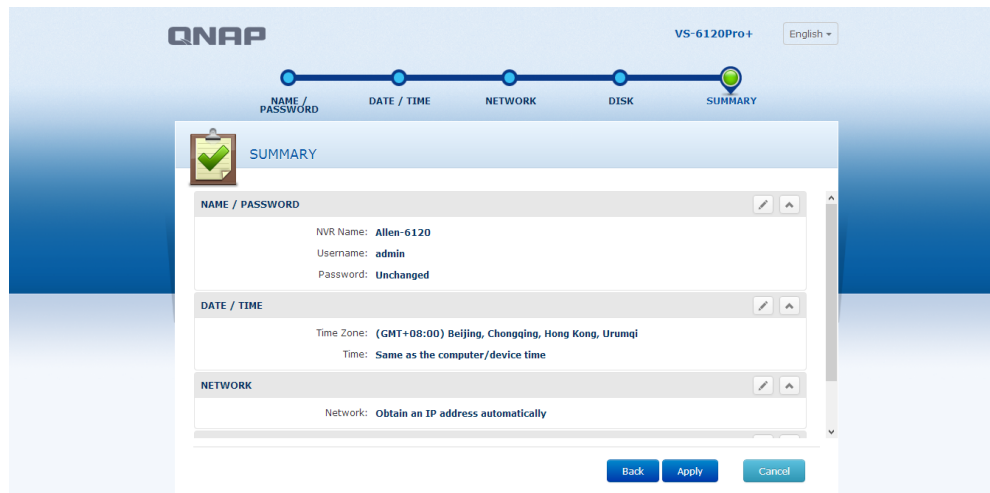 QNAP
VS-6120Pro+
English
NAME / PASSWORD
DATE / TIME
NETWORK
DISK
SUMMARY
SUMMARY
NAME / PASSWORD
NVR Name: Allen-6120
Username: admin
Password: Unchanged
DATE / TIME
Time Zone: (GMT+08:00) Beijing, Chongqing, Hong Kong, Urumqi
Time: Same as the computer/device time
NETWORK
Network: Obtain an IP address automatically
Back
Apply
Cancel